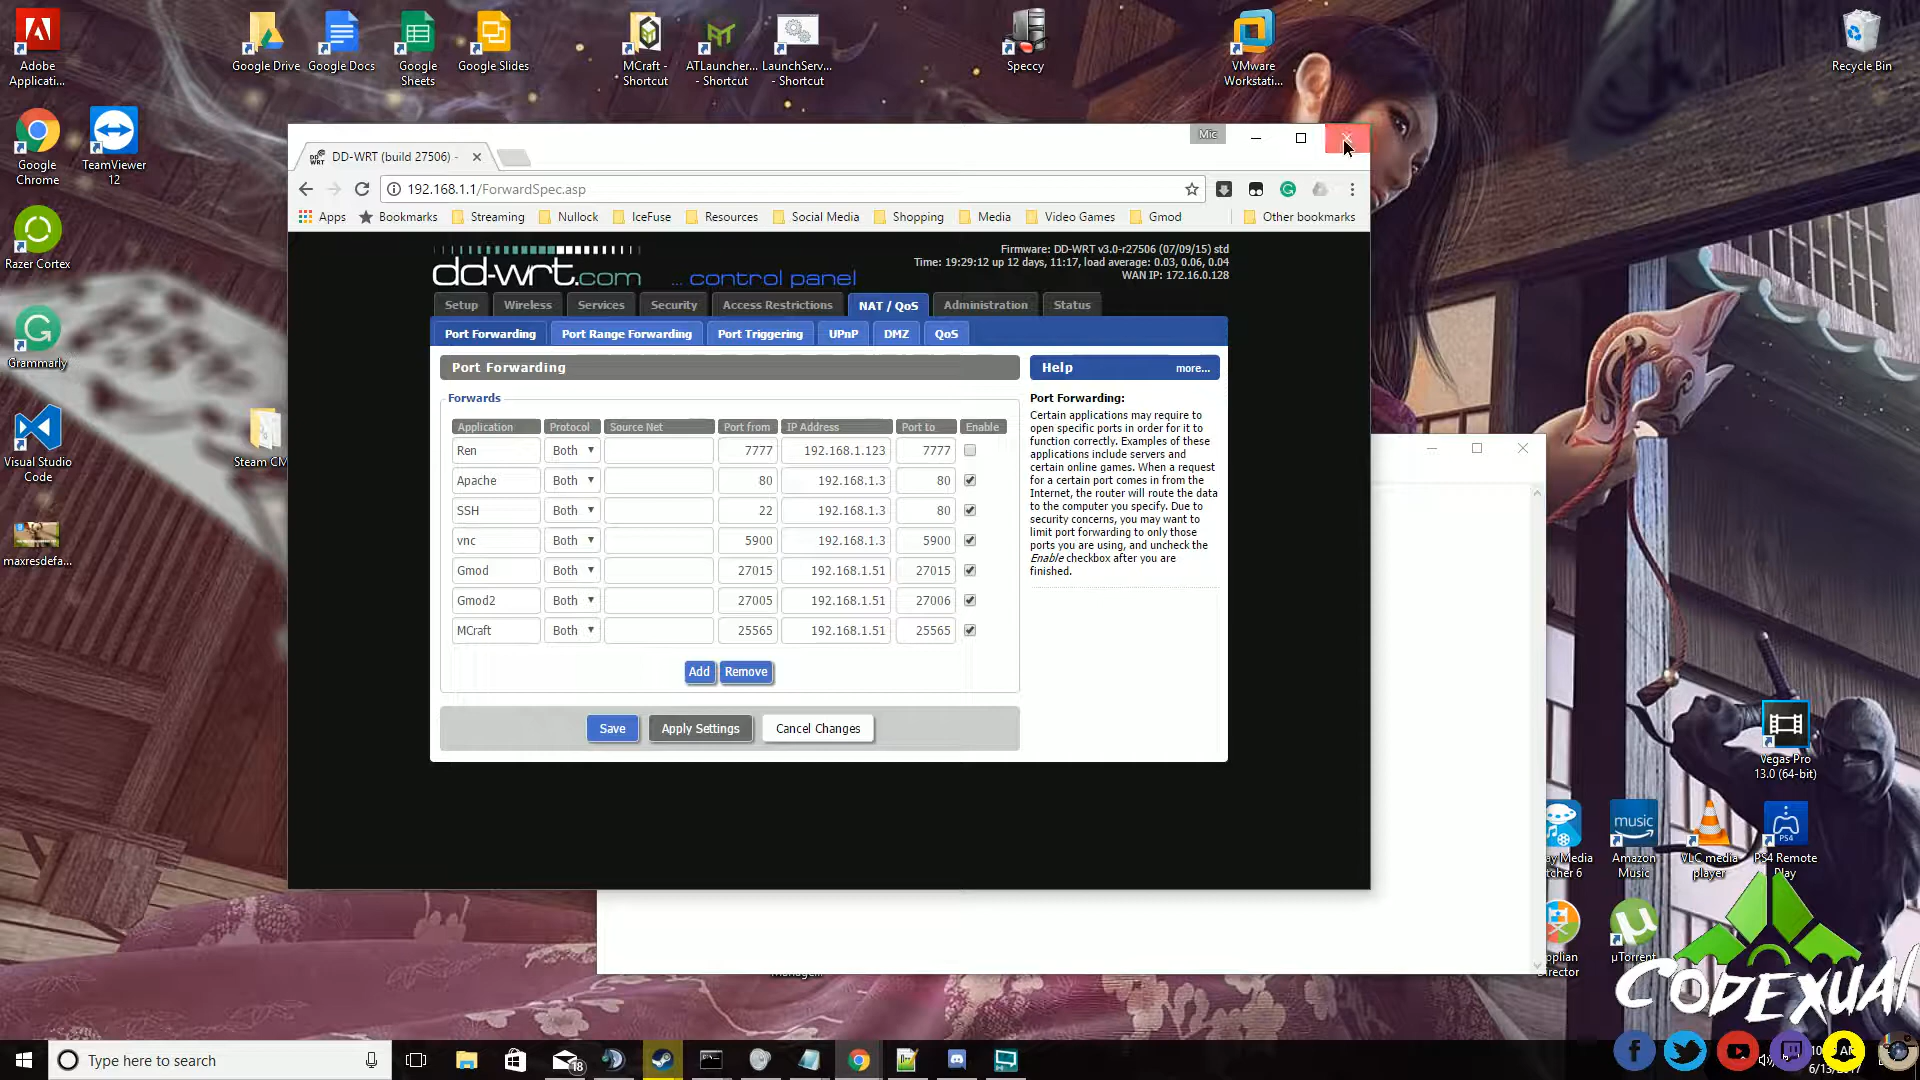 Adobe
Applicati...
Google Drive
Google Docs
Google
Sheets
Google Slides
MCraft -
Shortcut
ATLauncher...
- Shortcut
LaunchServ...
- Shortcut
Speccy
VMware
Workstati...
Recycle Bin
Google
Chrome
TeamViewer
12
Razer Cortex
Grammarly
Visual Studio
Code
Steam CM
maxresdefa...
Mic
DD-WRT (build 27506) -
192.168.1.1/ForwardSpec.asp
Apps
Bookmarks
Streaming
Nullock
IceFuse
Resources
Social Media
Shopping
Media
Video Games
Gmod
Other bookmarks
dd-wrt.com
... control panel
Firmware: DD-WRT v3.0-r27506 (07/09/15) std
Time: 19:29:12 up 12 days, 11:17, load average: 0.03, 0.06, 0.04
WAN IP: 172.16.0.128
Setup Wireless Services Security Access Restrictions NAT / QoS Administration Status
Port Forwarding Port Range Forwarding Port Triggering UPnP DMZ QoS
Port Forwarding
Forwards
Application Protocol Source Net Port from IP Address Port to Enable
Ren Both 7777 192.168.1.123 7777
Apache Both 80 192.168.1.3 80
SSH Both 22 192.168.1.3 80
vnc Both 5900 192.168.1.3 5900
Gmod Both 27015 192.168.1.51 27015
Gmod2 Both 27005 192.168.1.51 27006
MCraft Both 25565 192.168.1.51 25565
Add Remove
Save Apply Settings Cancel Changes
Help more...
Port Forwarding:
Certain applications may require to
open specific ports in order for it to
function correctly. Examples of these
applications include servers and
certain online games. When a request
for a certain port comes in from the
Internet, the router will route the data
to the computer you specify. Due to
security concerns, you may want to
limit port forwarding to only those
ports you are using, and uncheck the
Enable checkbox after you are
finished.
Vegas Pro
13.0 (64-bit)
music
PS4
ay Media
tcher 6
Amazon
Music
VLC media
player
PS4 Remote
Play
pplian
Director
µTorrent
CODEXUAL
Type here to search
18
6/13/2017